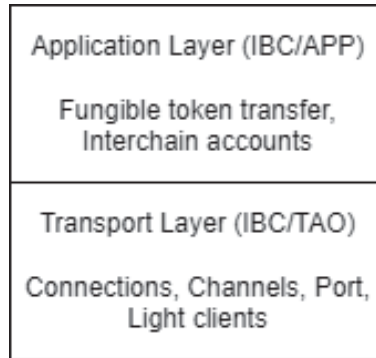 Application Layer (IBC/APP)
Fungible token transfer,
Interchain accounts
Transport Layer (IBC/TAO)
Connections, Channels, Port,
Light clients